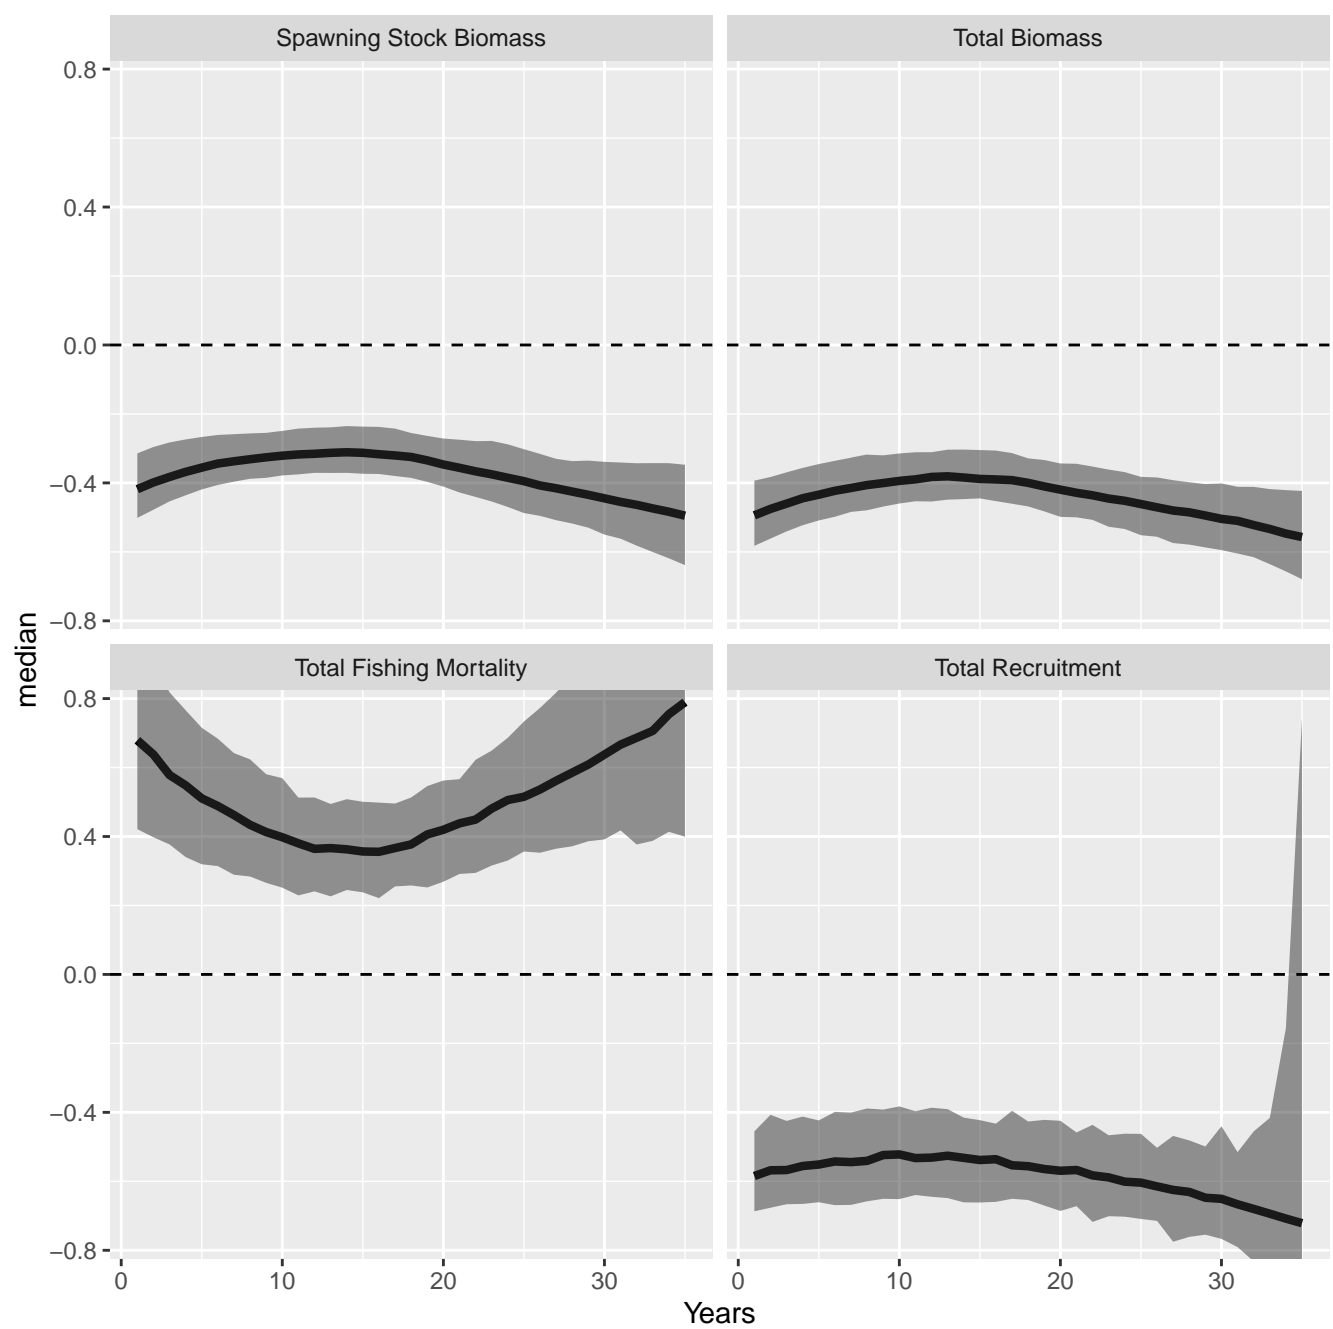 Spawning Stock Biomass
Total Biomass
0.8
0.4
0.0
−0.4
−0.8
Total Fishing Mortality
Total Recruitment
0.8
0.4
0.0
−0.4
−0.8
0 10 20 30
0 10 20 30
median
Years